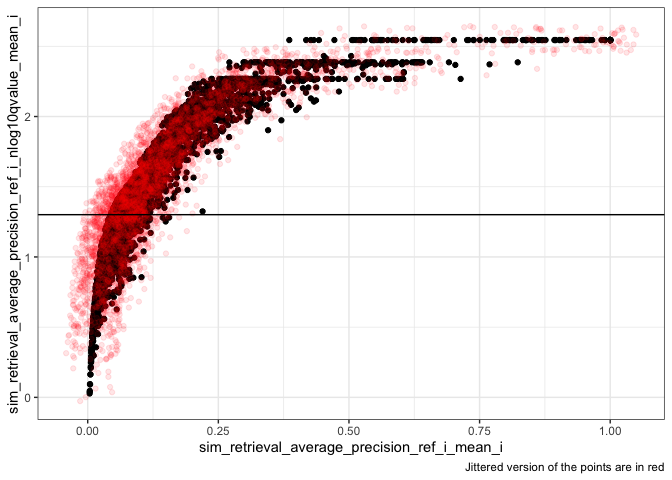 sim_retrieval_average_precision_ref_i_nlog10qvalue_mean_i
2
1
0
0.00
0.25
0.50
0.75
1.00
sim_retrieval_average_precision_ref_i_mean_i
Jittered version of the points are in red